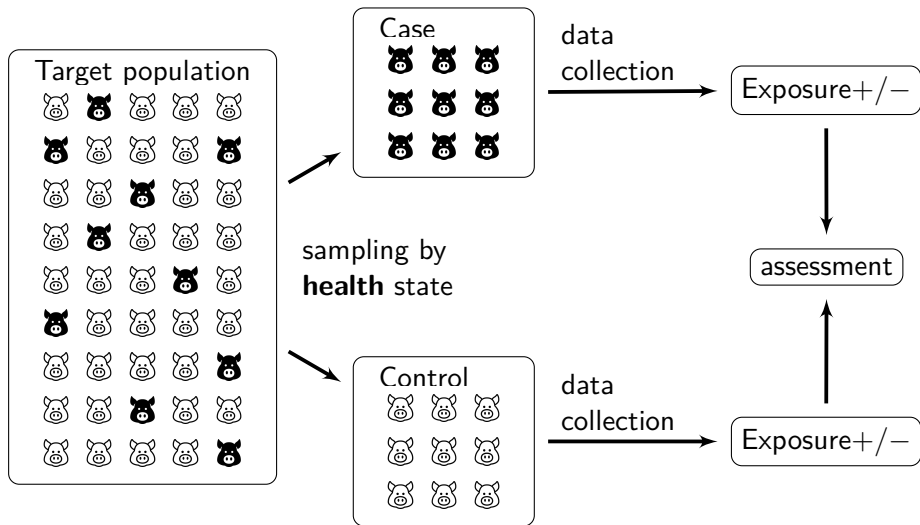 Target population
Case
data
collection
Exposure+/−
sampling by
health state
assessment
Control
data
collection
Exposure+/−